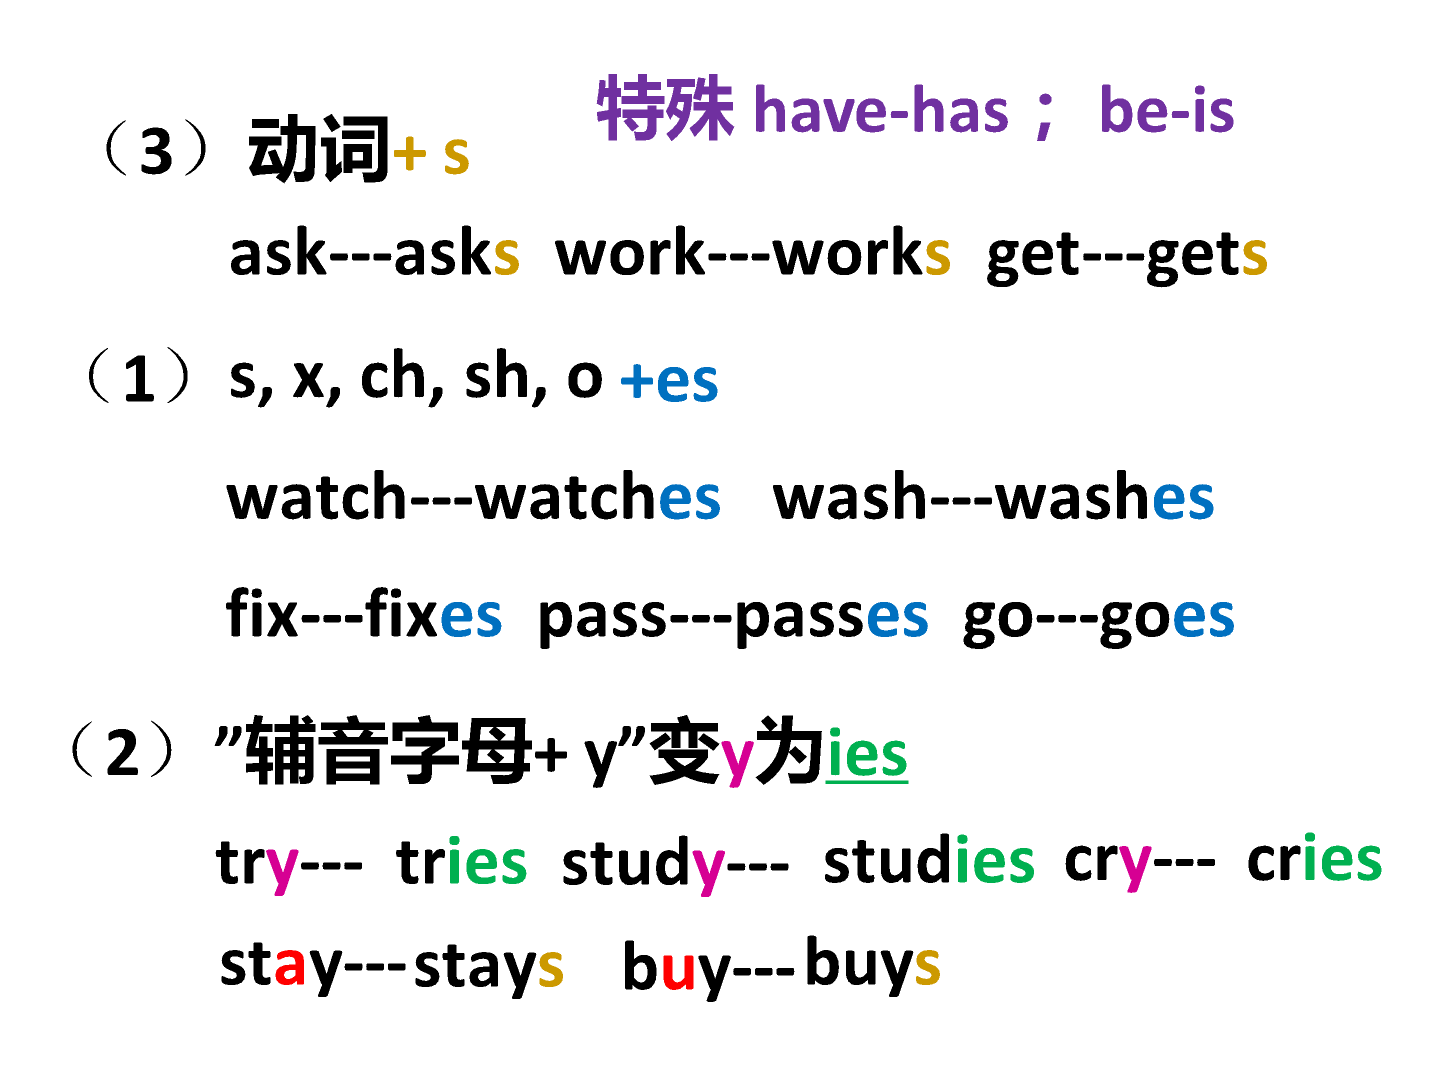 特殊 have-has； be-is
（3）动词+ s
ask---asks work---works get---gets
（1）s, x, ch, sh, o +es
watch---watches wash---washes
fix---fixes pass---passes go---goes
（2）”辅音字母+ y”变y为ies
try--- tries study--- studies cry--- cries
stay---stays buy---buys